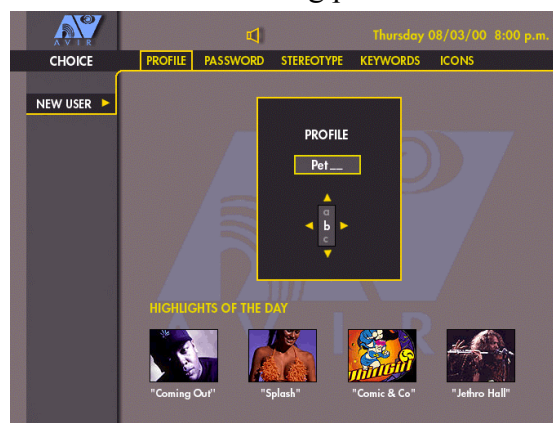 AVIR
Thursday 08/03/00 8:00 p.m.
CHOICE
PROFILE PASSWORD STEREOTYPE KEYWORDS ICONS
NEW USER
PROFILE
Pet__
a
b
c
HIGHLIGHTS OF THE DAY
AVIR
"Coming Out"
"Splash"
"Comic & Co"
"Jethro Hall"